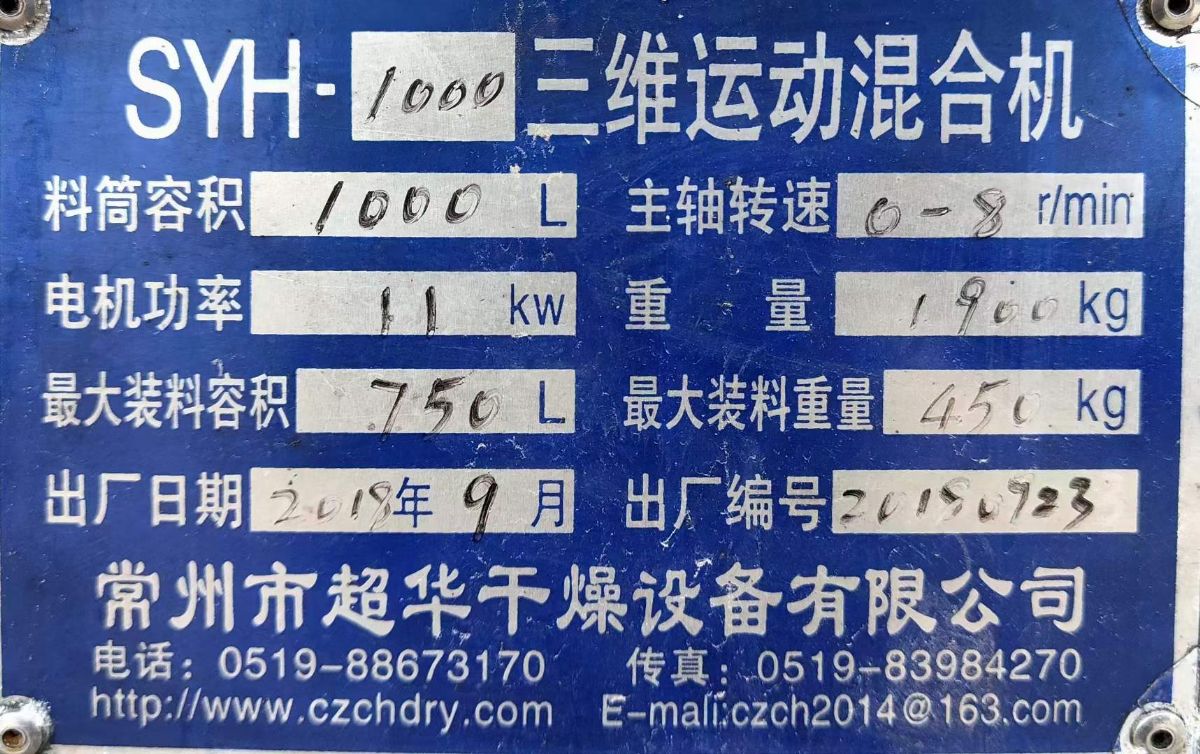 SYH-1000三维运动混合机
料筒容积 1000 L 主轴转速 0-8 r/min
电机功率 11 kw 重量 1900 kg
最大装料容积 750 L 最大装料重量 450 kg
出厂日期 2018年9月 出厂编号 20180923
常州市超华干燥设备有限公司
电话：0519-88673170 传真：0519-83984270
http://www.czchdry.com E-mali:czch2014@163.com